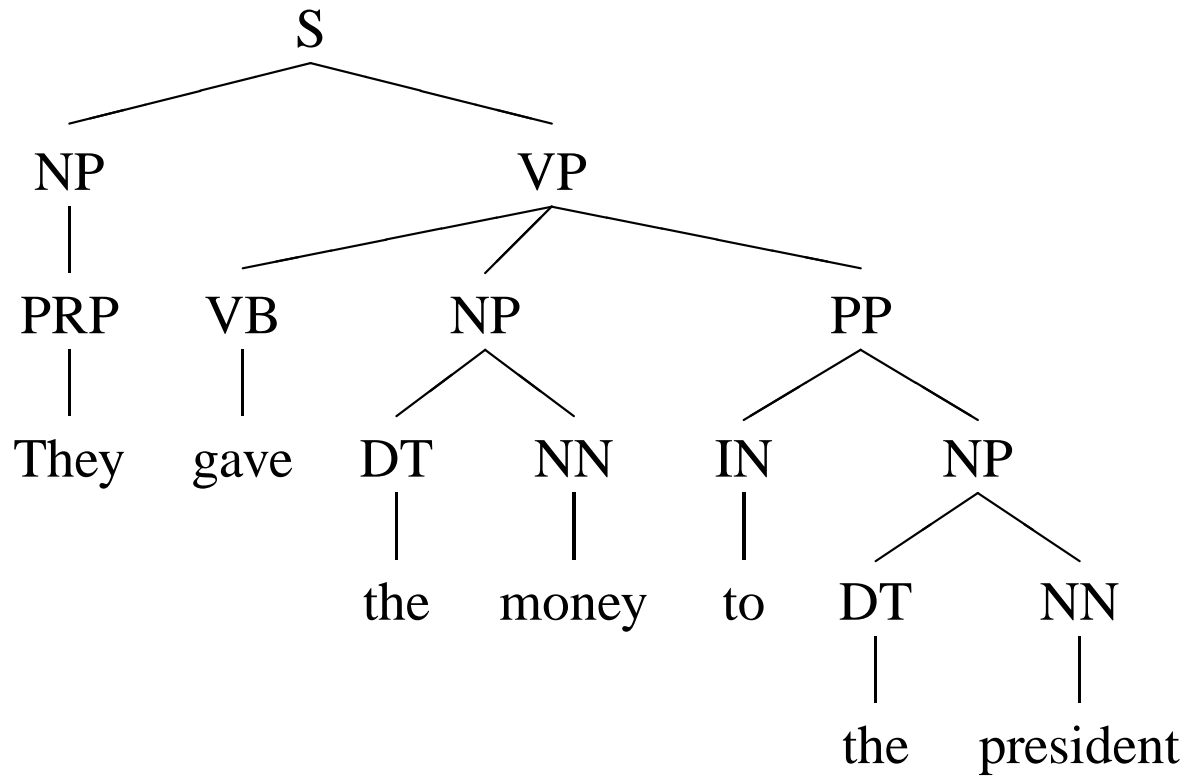 S
NP VP
PRP VB NP PP
They gave DT NN IN NP
the money to DT NN
the president